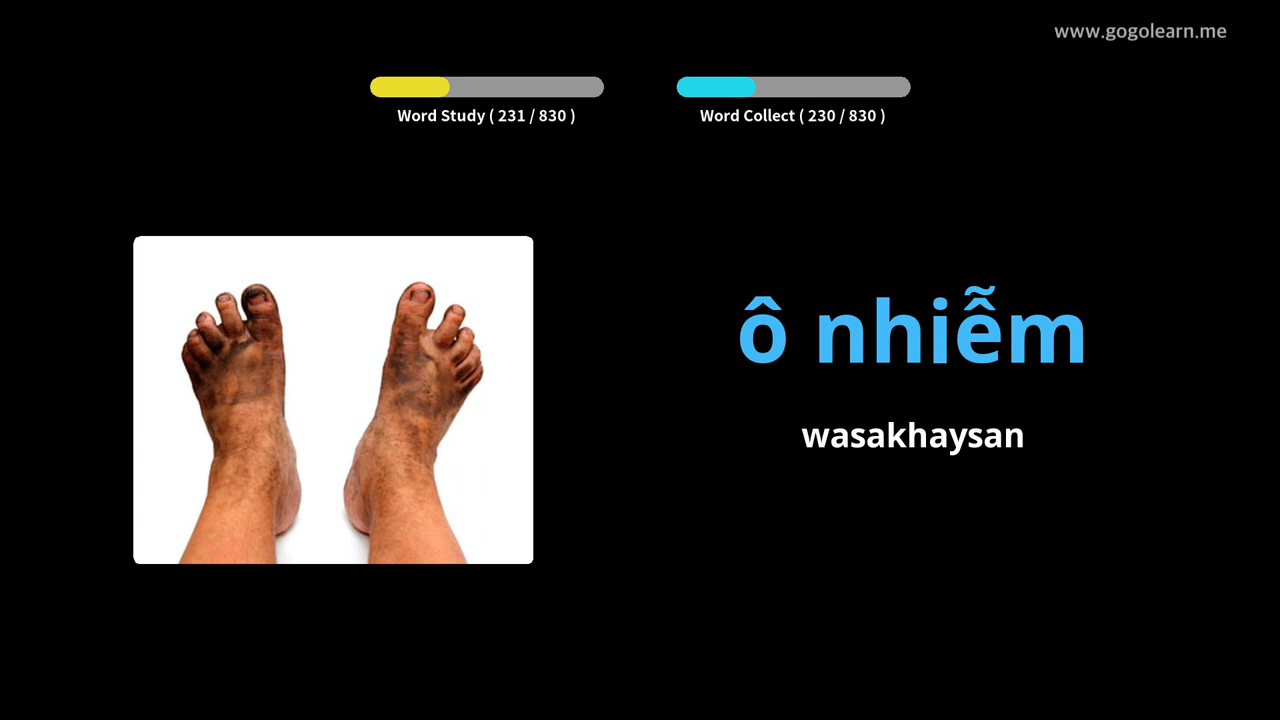 www.gogolearn.me
Word Study ( 231 / 830 )
Word Collect ( 230 / 830 )
ô nhiễm
wasakhaysan